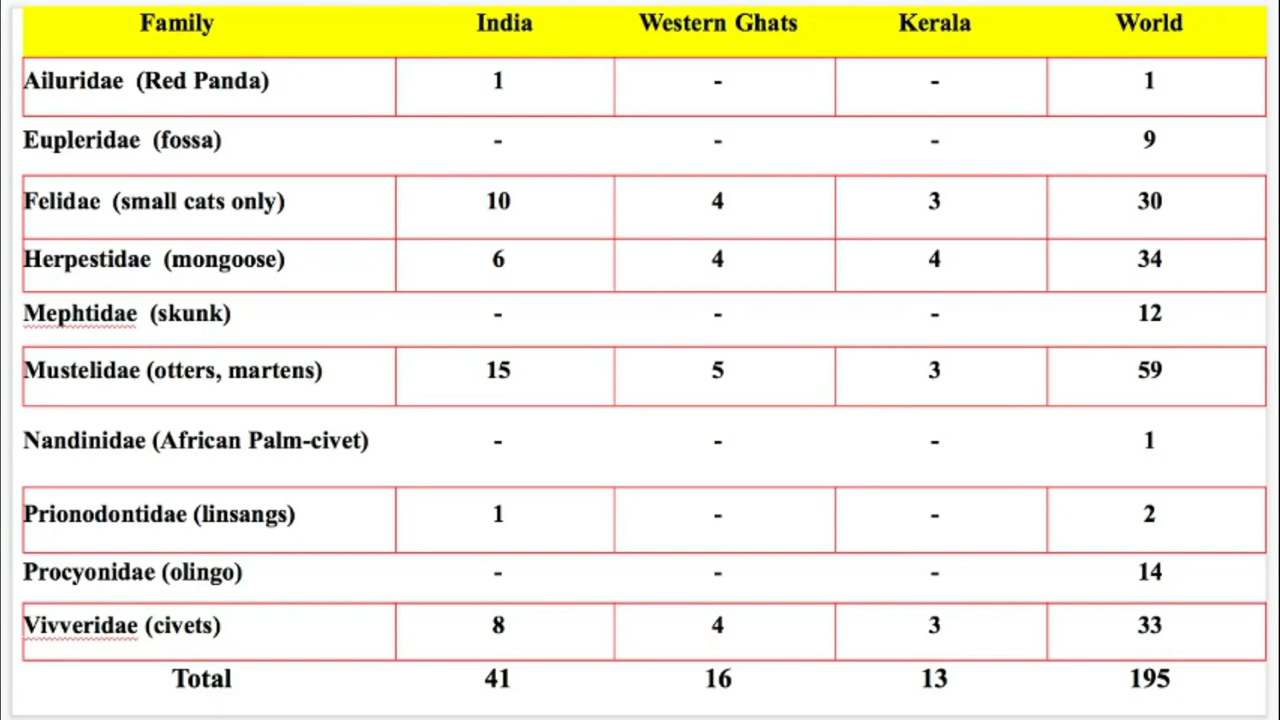 Family India Western Ghats Kerala World
Ailuridae (Red Panda) 1 - - 1
Eupleridae (fossa) - - - 9
Felidae (small cats only) 10 4 3 30
Herpestidae (mongoose) 6 4 4 34
Mephtidae (skunk) - - - 12
Mustelidae (otters, martens) 15 5 3 59
Nandinidae (African Palm-civet) - - - 1
Prionodontidae (linsangs) 1 - - 2
Procyonidae (olingo) - - - 14
Vivveridae (civets) 8 4 3 33
Total 41 16 13 195